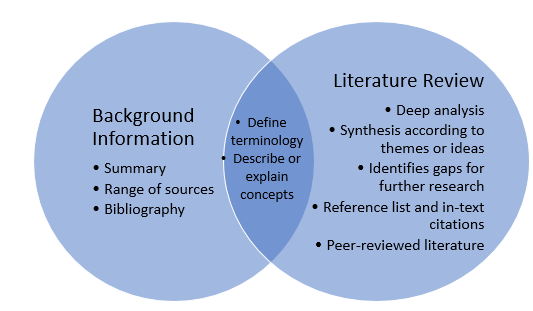 Background
Information
• Summary
• Range of sources
• Bibliography
• Define
terminology
• Describe or
explain
concepts
Literature Review
• Deep analysis
• Synthesis according to
themes or ideas
• Identifies gaps for
further research
• Reference list and in-text
citations
• Peer-reviewed literature